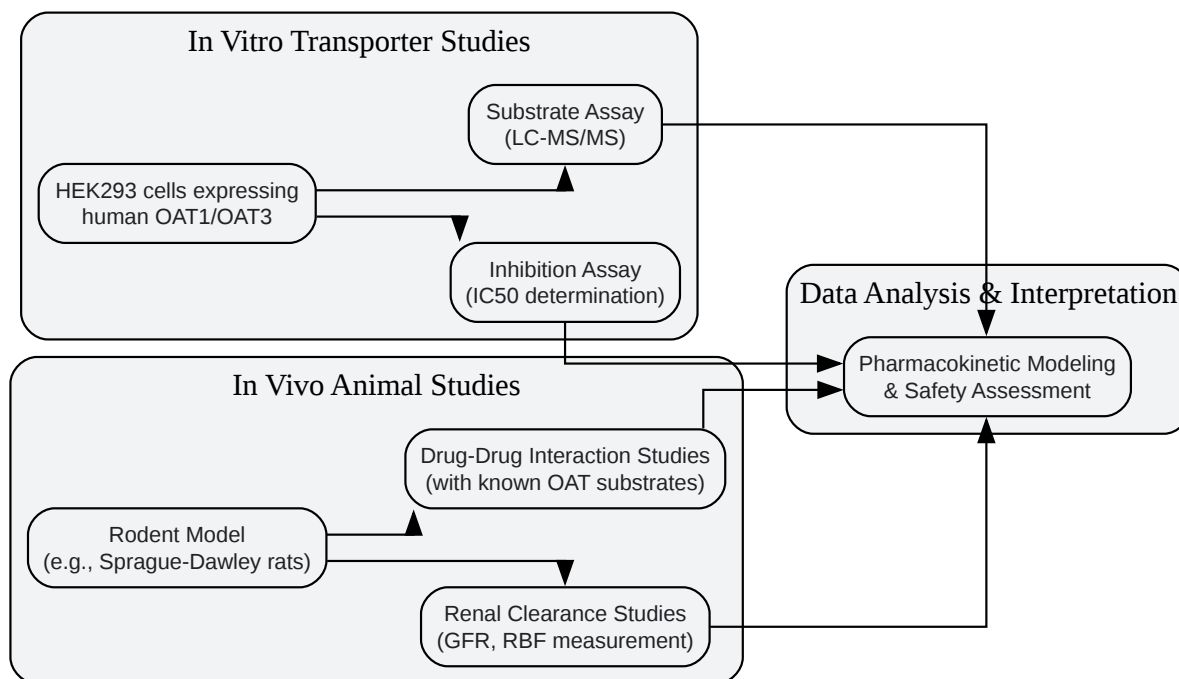 In Vitro Transporter Studies
Substrate Assay
(LC-MS/MS)
HEK293 cells expressing
human OAT1/OAT3
Inhibition Assay
(IC50 determination)
Data Analysis & Interpretation
Pharmacokinetic Modeling
& Safety Assessment
In Vivo Animal Studies
Drug-Drug Interaction Studies
(with known OAT substrates)
Rodent Model
(e.g., Sprague-Dawley rats)
Renal Clearance Studies
(GFR, RBF measurement)